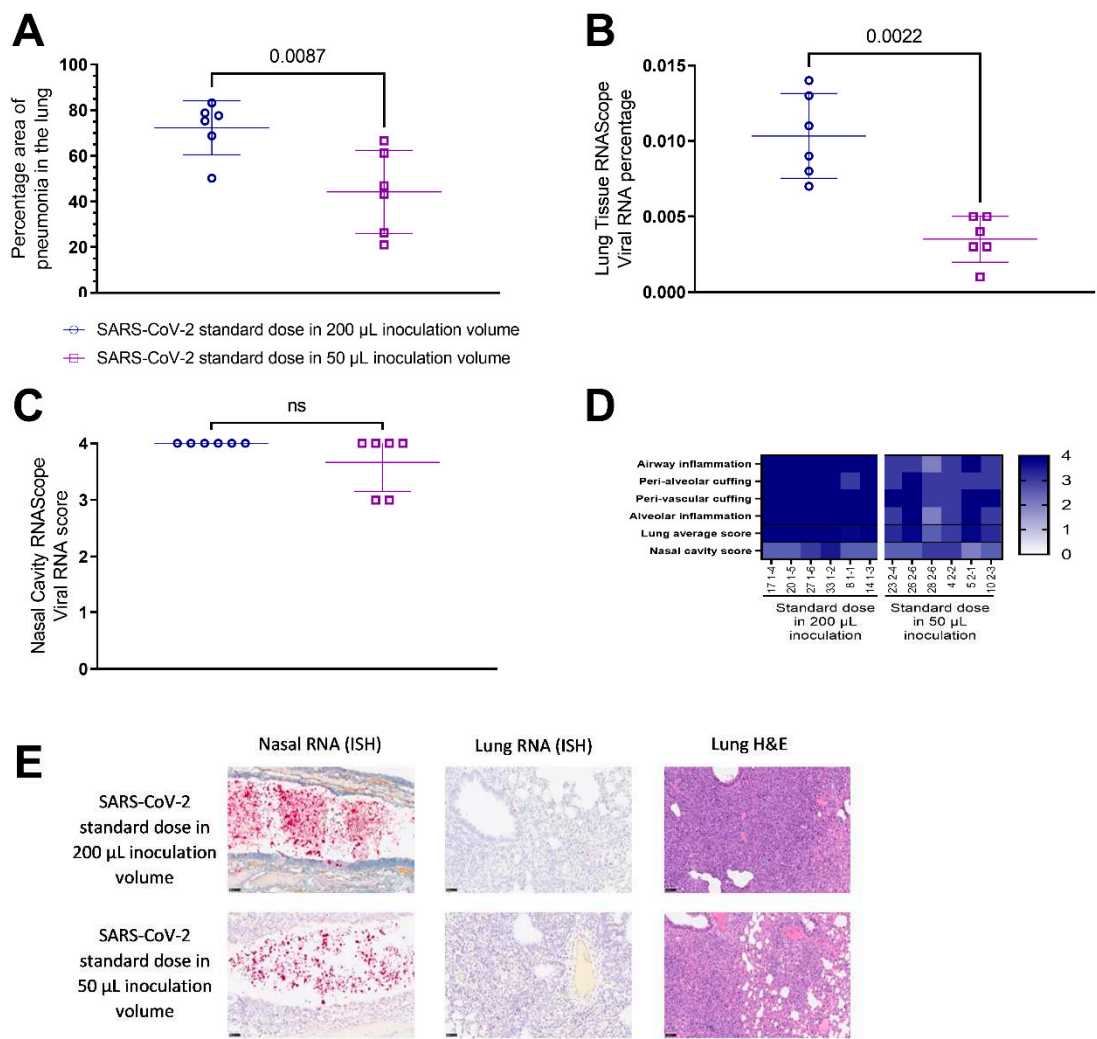 A
0.0087
Percentage area of
pneumonia in the lung
100
80
60
40
20
0
B
0.0022
Lung Tissue RNAScope
Viral RNA percentage
0.015
0.010
0.005
0.000
SARS-CoV-2 standard dose in 200 µL inoculation volume
SARS-CoV-2 standard dose in 50 µL inoculation volume
C
ns
Nasal Cavity RNAScope
Viral RNA score
4
3
2
1
0
D
Airway inflammation
Peri-alveolar cuffing
Peri-vascular cuffing
Alveolar inflammation
Lung average score
Nasal cavity score
4
3
2
1
0
17 1-4
20 1-5
27 1-6
33 1-2
8 1-1
14 1-3
23 2-4
26 2-6
28 2-6
4 2-2
5 2-1
10 2-3
Standard dose
in 200 µL
inoculation
Standard dose
in 50 µL
inoculation
E
Nasal RNA (ISH)
Lung RNA (ISH)
Lung H&E
SARS-CoV-2
standard dose in
200 µL inoculation
volume
SARS-CoV-2
standard dose in
50 µL inoculation
volume